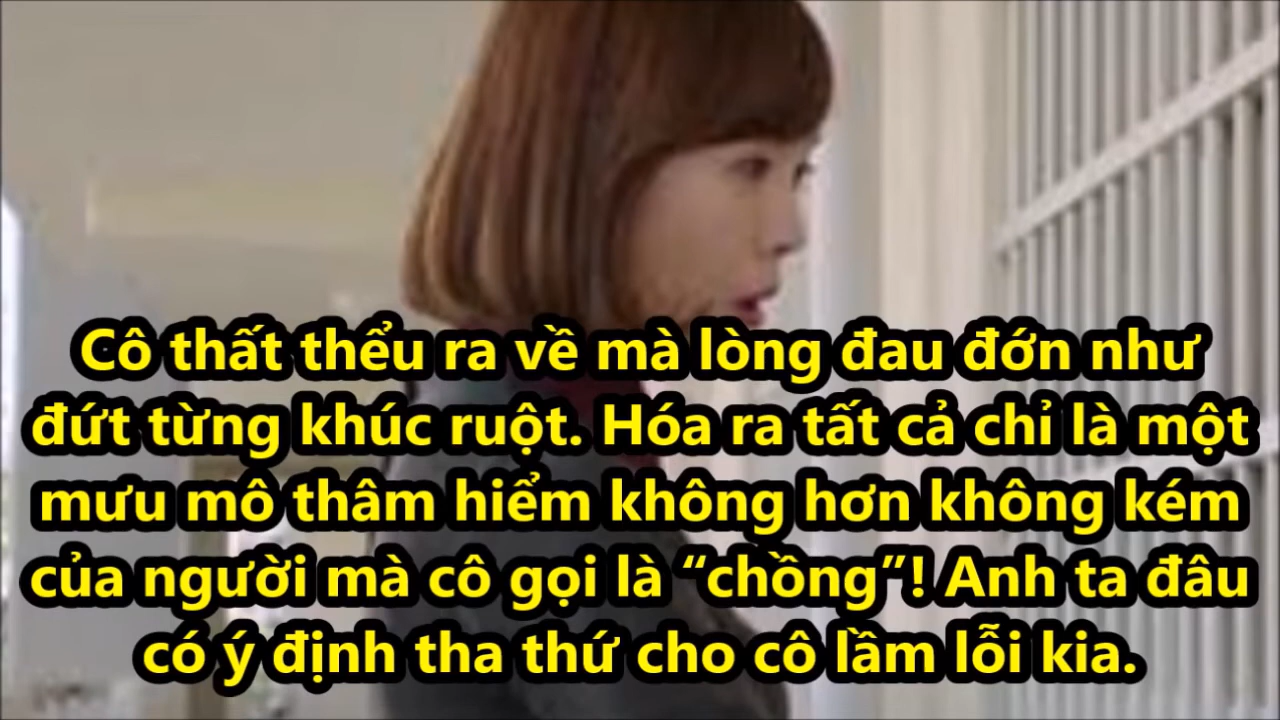 Cô thất thểu ra về mà lòng đau đớn như
đứt từng khúc ruột. Hóa ra tất cả chỉ là một
mưu mô thâm hiểm không hơn không kém
của người mà cô gọi là “chồng”! Anh ta đâu
có ý định tha thứ cho cô lầm lỗi kia.